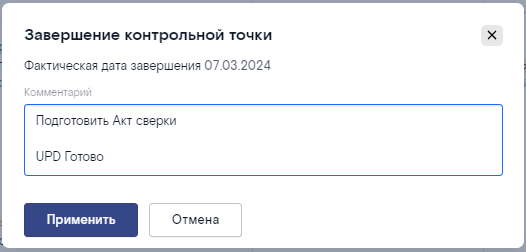 Завершение контрольной точки
Фактическая дата завершения 07.03.2024
Комментарий
Подготовить Акт сверки
UPD Готово
Применить
Отмена